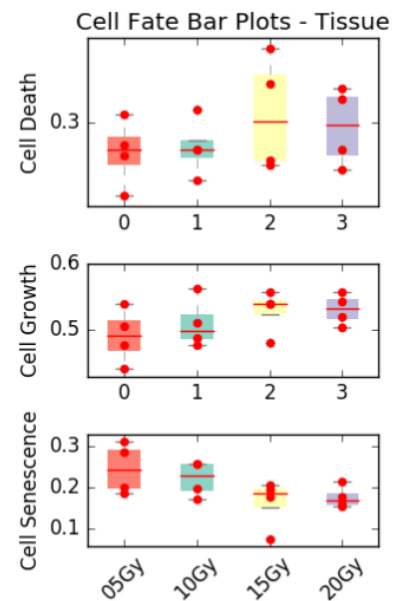 Cell Fate Bar Plots - Tissue
Cell Death
0.3
0 1 2 3
Cell Growth
0.6
0.5
0 1 2 3
Cell Senescence
0.3
0.2
0.1
05Gy 10Gy 15Gy 20Gy